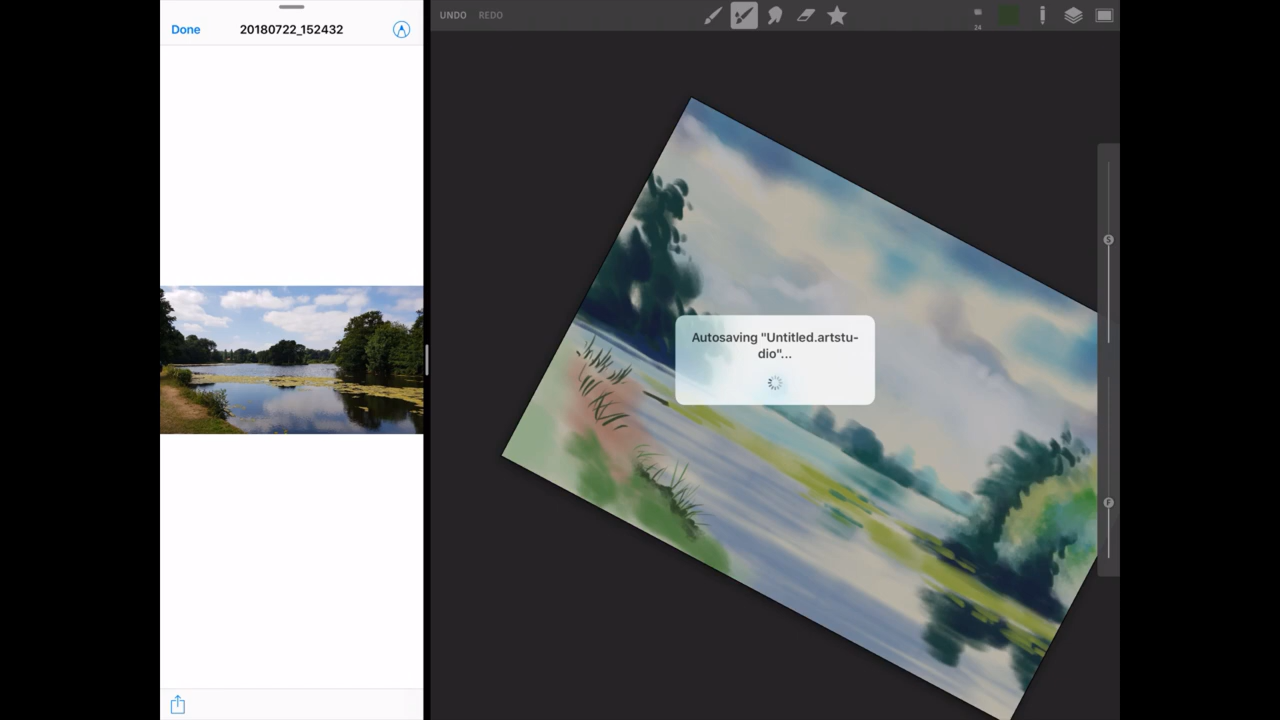 Done
20180722_152432
UNDO
REDO
24
S
Autosaving "Untitled.artstu-
dio"...
F